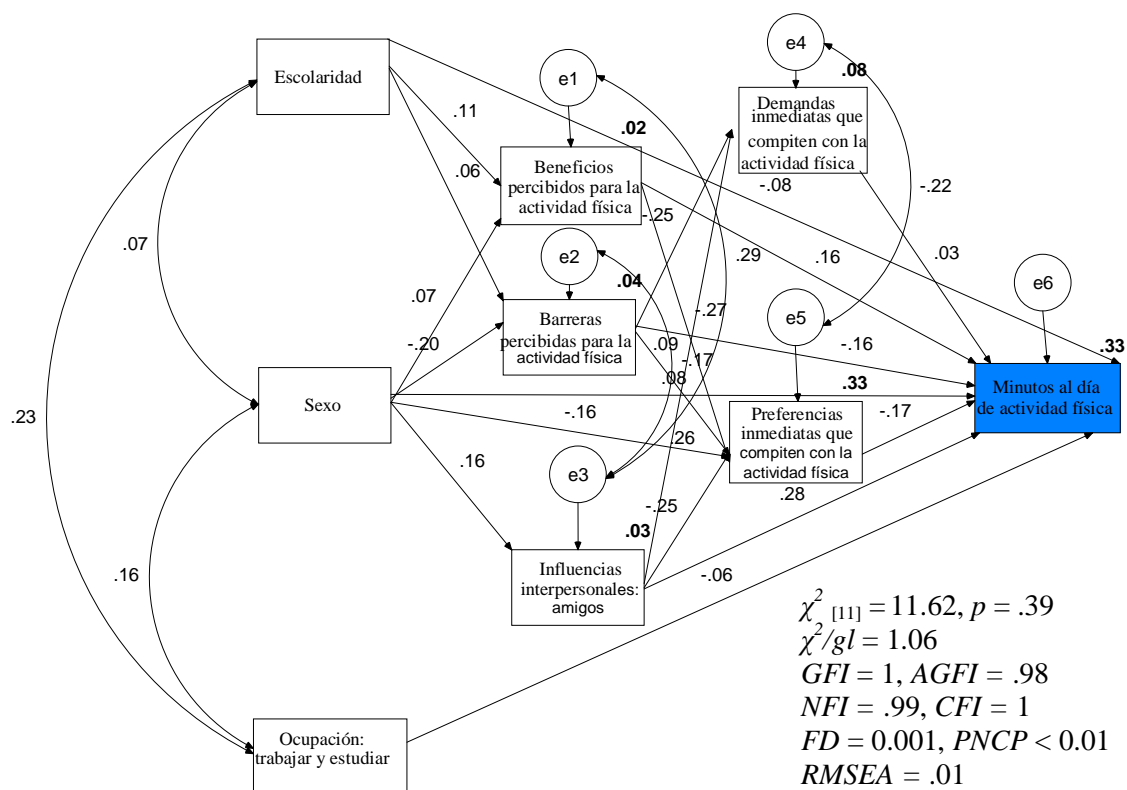 e4
.08
e1
Escolaridad
Demandas
inmediatas que
compiten con la
actividad física
.11
.02
Beneficios
percibidos para la
actividad física
.06
-.08
-.22
-.25
.07
.29
.16
.03
e2
.04
e6
.07
-.27
e5
Barreras
percibidas para la
actividad física
-.20
.09
-.17
-.16
.33
.08
.33
Minutos al día
de actividad física
Sexo
.23
-.16
Preferencias
inmediatas que
compiten con la
actividad física
-.17
.26
.16
e3
.28
-.25
.03
Influencias
interpersonales:
amigos
.16
-.06
χ² [11] = 11.62, p = .39
χ²/gl = 1.06
GFI = 1, AGFI = .98
NFI = .99, CFI = 1
FD = 0.001, PNCP < 0.01
RMSEA = .01
Ocupación:
trabajar y estudiar